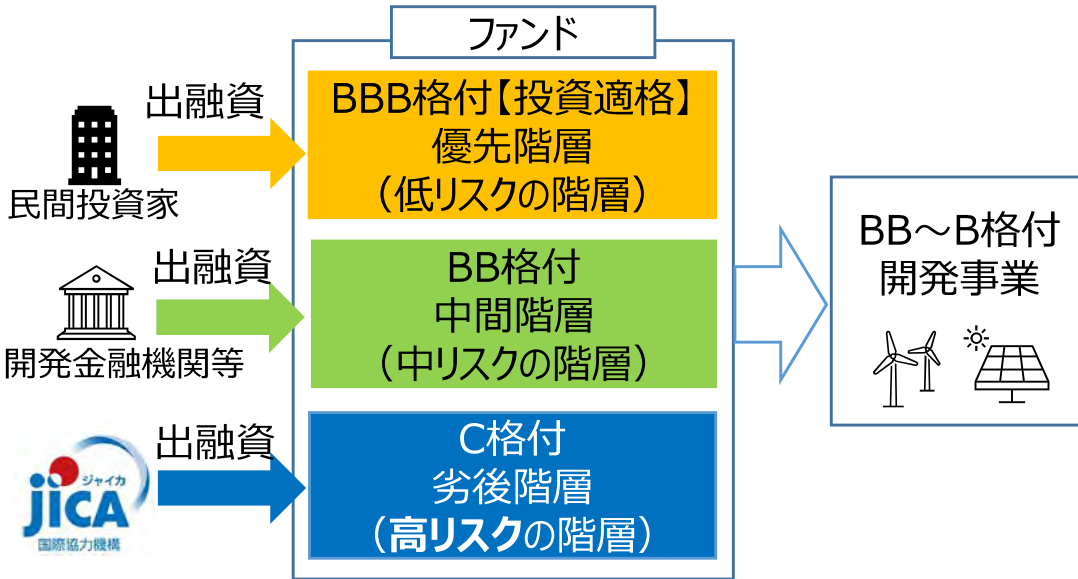 ファンド
出融資
民間投資家
BBB格付【投資適格】
優先階層
（低リスクの階層）
出融資
開発金融機関等
BB格付
中間階層
（中リスクの階層）
出融資
ジャイカ
JICA
国際協力機構
C格付
劣後階層
（高リスクの階層）
BB～B格付
開発事業